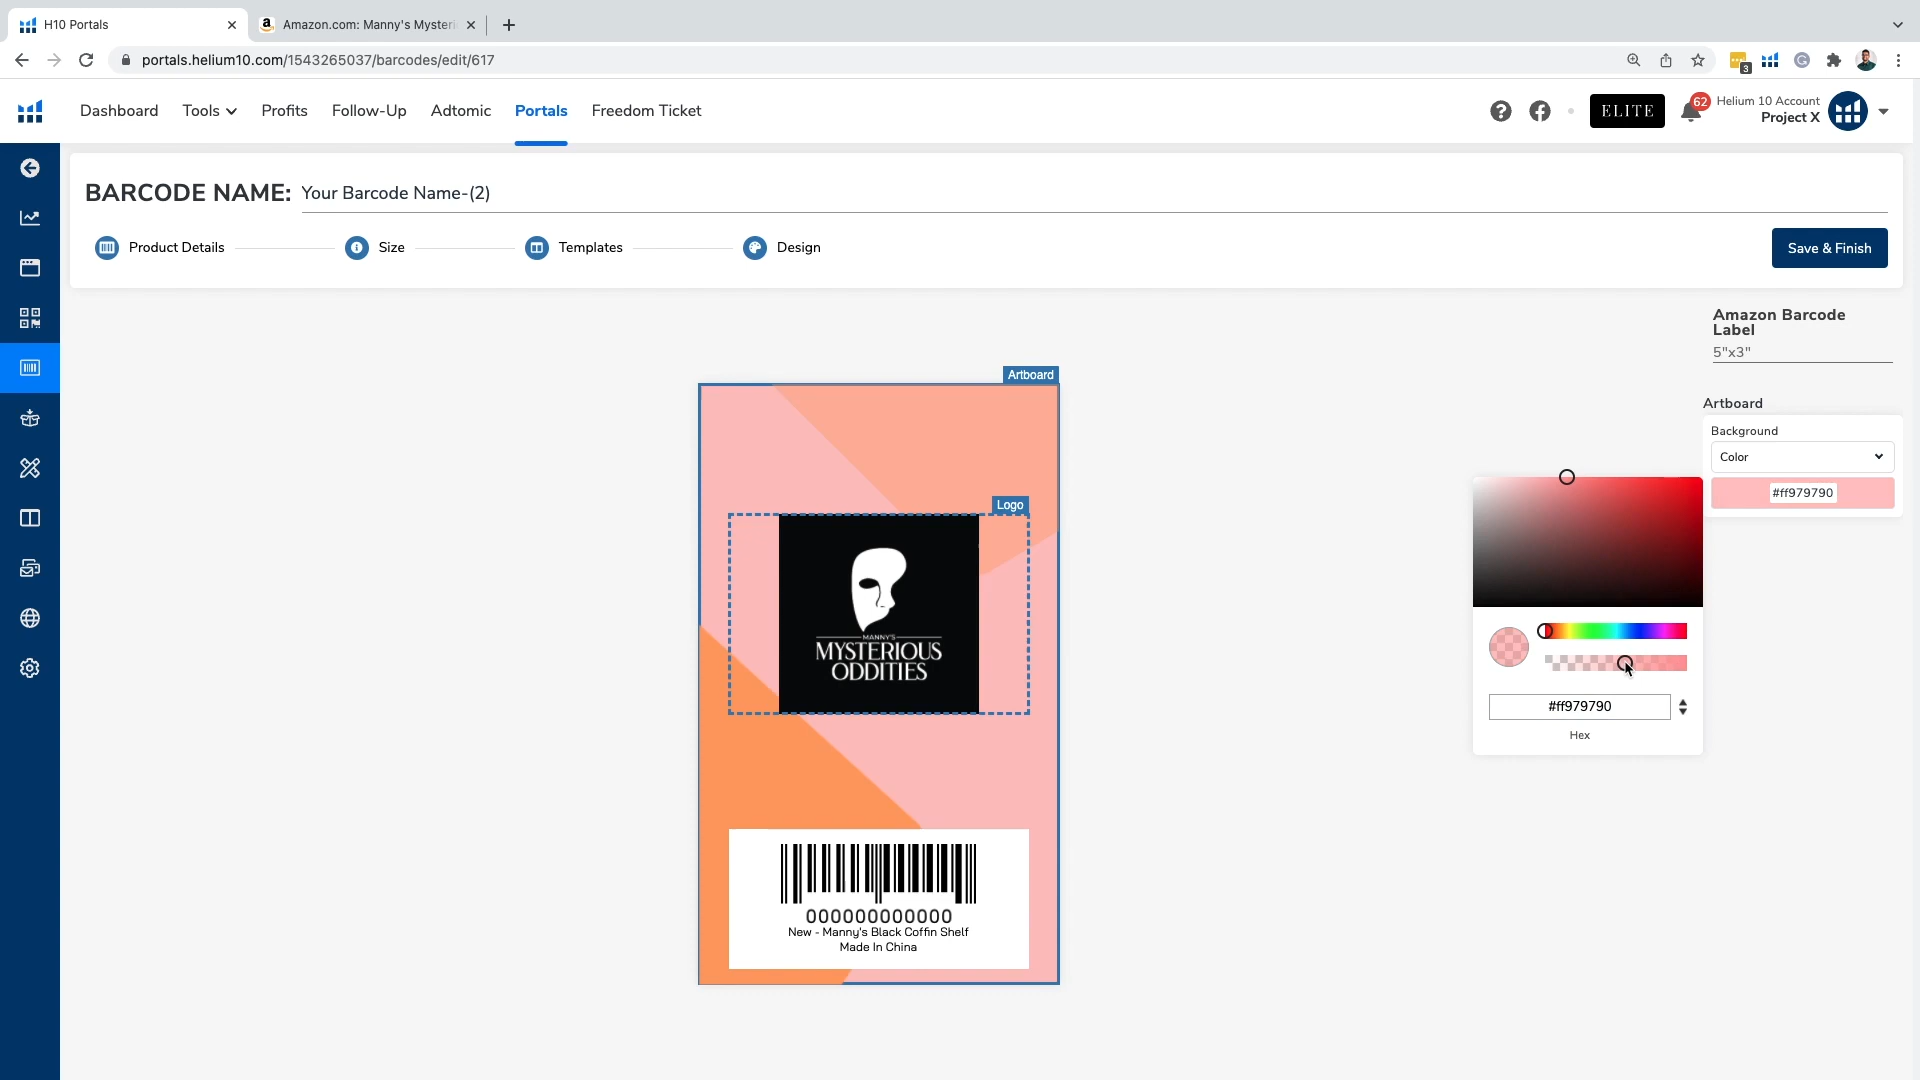 H10 Portals
Amazon.com: Manny's Mysteri
portals.helium10.com/1543265037/barcodes/edit/617
3
Dashboard
Tools
Profits
Follow-Up
Adtomic
Portals
Freedom Ticket
ELITE
62
Helium 10 Account
Project X
BARCODE NAME: Your Barcode Name-(2)
Product Details
Size
Templates
Design
Save & Finish
Amazon Barcode
Label
5"x3"
Artboard
Artboard
Background
Color
#ff979790
Logo
MANNY'S
MYSTERIOUS
ODDITIES
#ff979790
Hex
000000000000
New - Manny's Black Coffin Shelf
Made In China